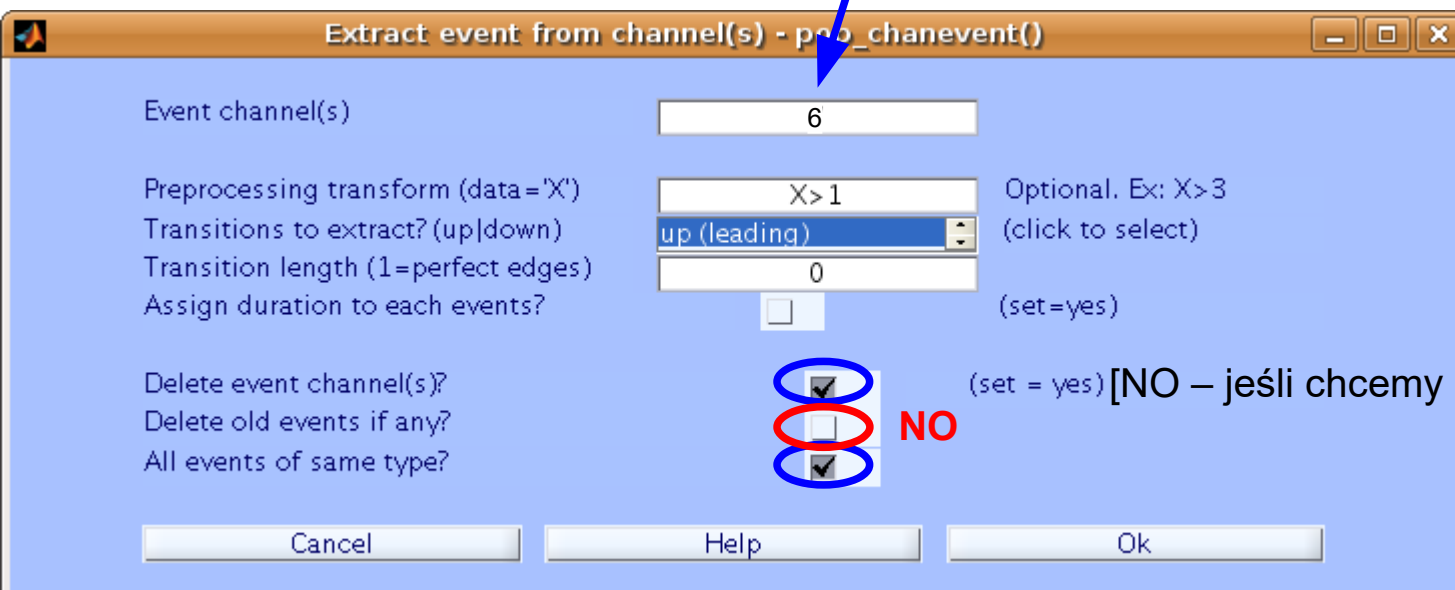 Extract event from channel(s) - pop_chanevent()
Event channel(s) 6
Preprocessing transform (data='X') X>1 Optional. Ex: X>3
Transitions to extract? (up|down) up (leading) (click to select)
Transition length (1=perfect edges) 0
Assign duration to each events? (set=yes)
Delete event channel(s)? (set = yes) [NO – jeśli chcemy
Delete old events if any? NO
All events of same type?
Cancel Help Ok